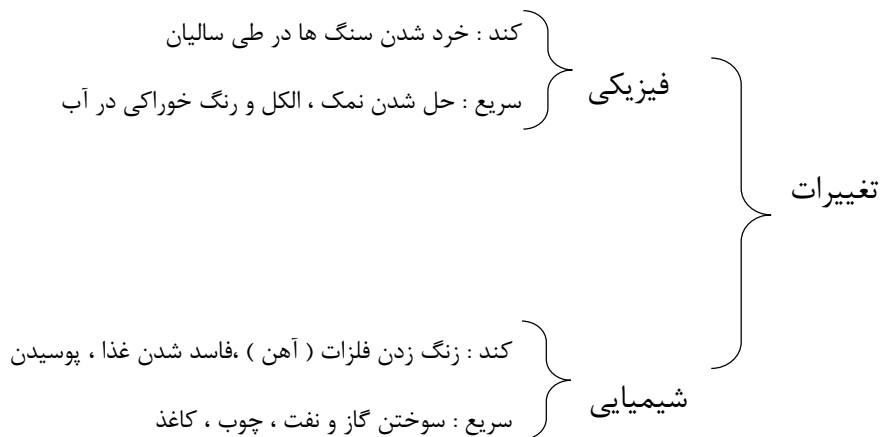 کند : خرد شدن سنگ ها در طی سالیان
فیزیکی
سریع : حل شدن نمک ، الکل و رنگ خوراکی در آب
تغییرات
کند : زنگ زدن فلزات ( آهن ) ،فاسد شدن غذا ، پوسیدن
شیمیایی
سریع : سوختن گاز و نفت ، چوب ، کاغذ